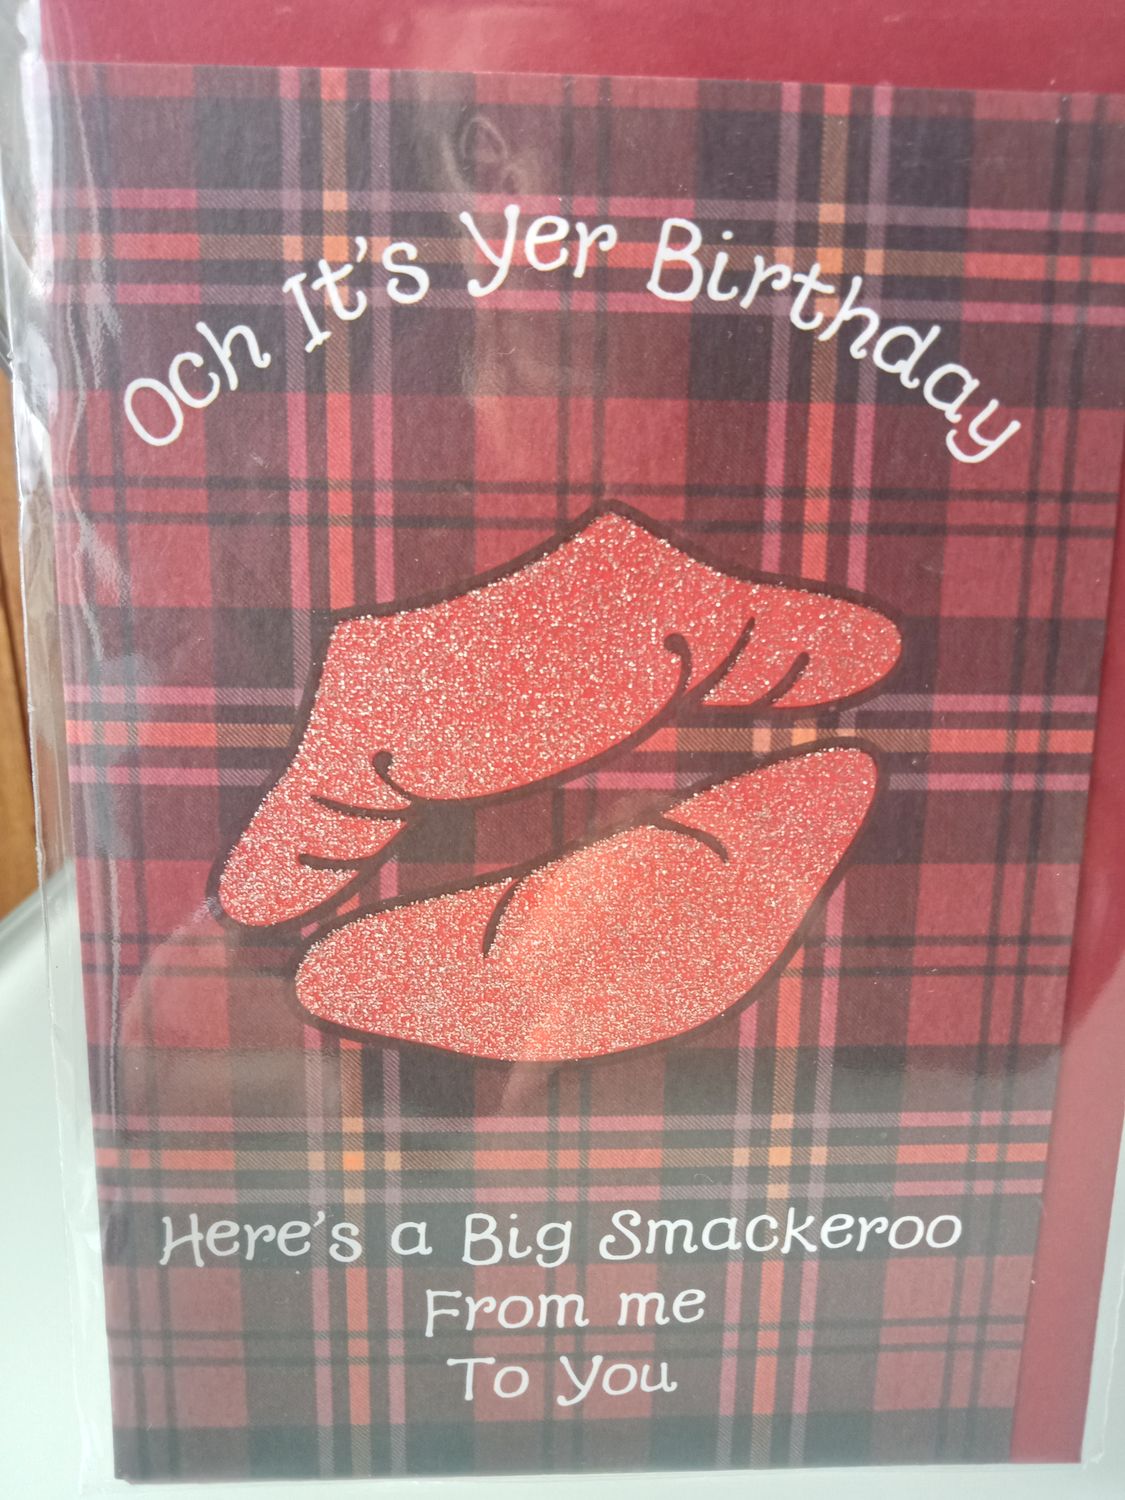 Och It's Yer Birthday
Here's a Big Smackeroo
From me
To You